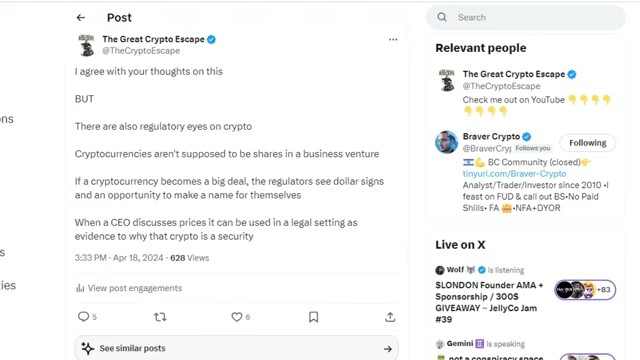 Post
The Great Crypto Escape
@TheCryptoEscape
I agree with your thoughts on this
BUT
There are also regulatory eyes on crypto
Cryptocurrencies aren't supposed to be shares in a business venture
If a cryptocurrency becomes a big deal, the regulators see dollar signs
and an opportunity to make a name for themselves
When a CEO discusses prices it can be used in a legal setting as
evidence to why that crypto is a security
3:33 PM · Apr 18, 2024 · 628 Views
View post engagements
5
6
See similar posts
ons
s
ties
Search
Relevant people
The Great Crypto Escape
@TheCryptoEscape
Check me out on YouTube 👇👇👇👇
👇👇👇👇👇
Braver Crypto
@BraverCryp Follows you
Following
🇮🇱💪 BC Community (closed)👉
tinyurl.com/Braver-Crypto
Analyst/Trader/Investor since 2010 •I
feast on FUD & call out BS•No Paid
Shills• FA •NFA+DYOR
Live on X
Wolf is listening
$LONDON Founder AMA +
Sponsorship / 300$
GIVEAWAY ~ JellyCo Jam
#39
+83
Gemini ♊ is speaking
not a conspiracy space